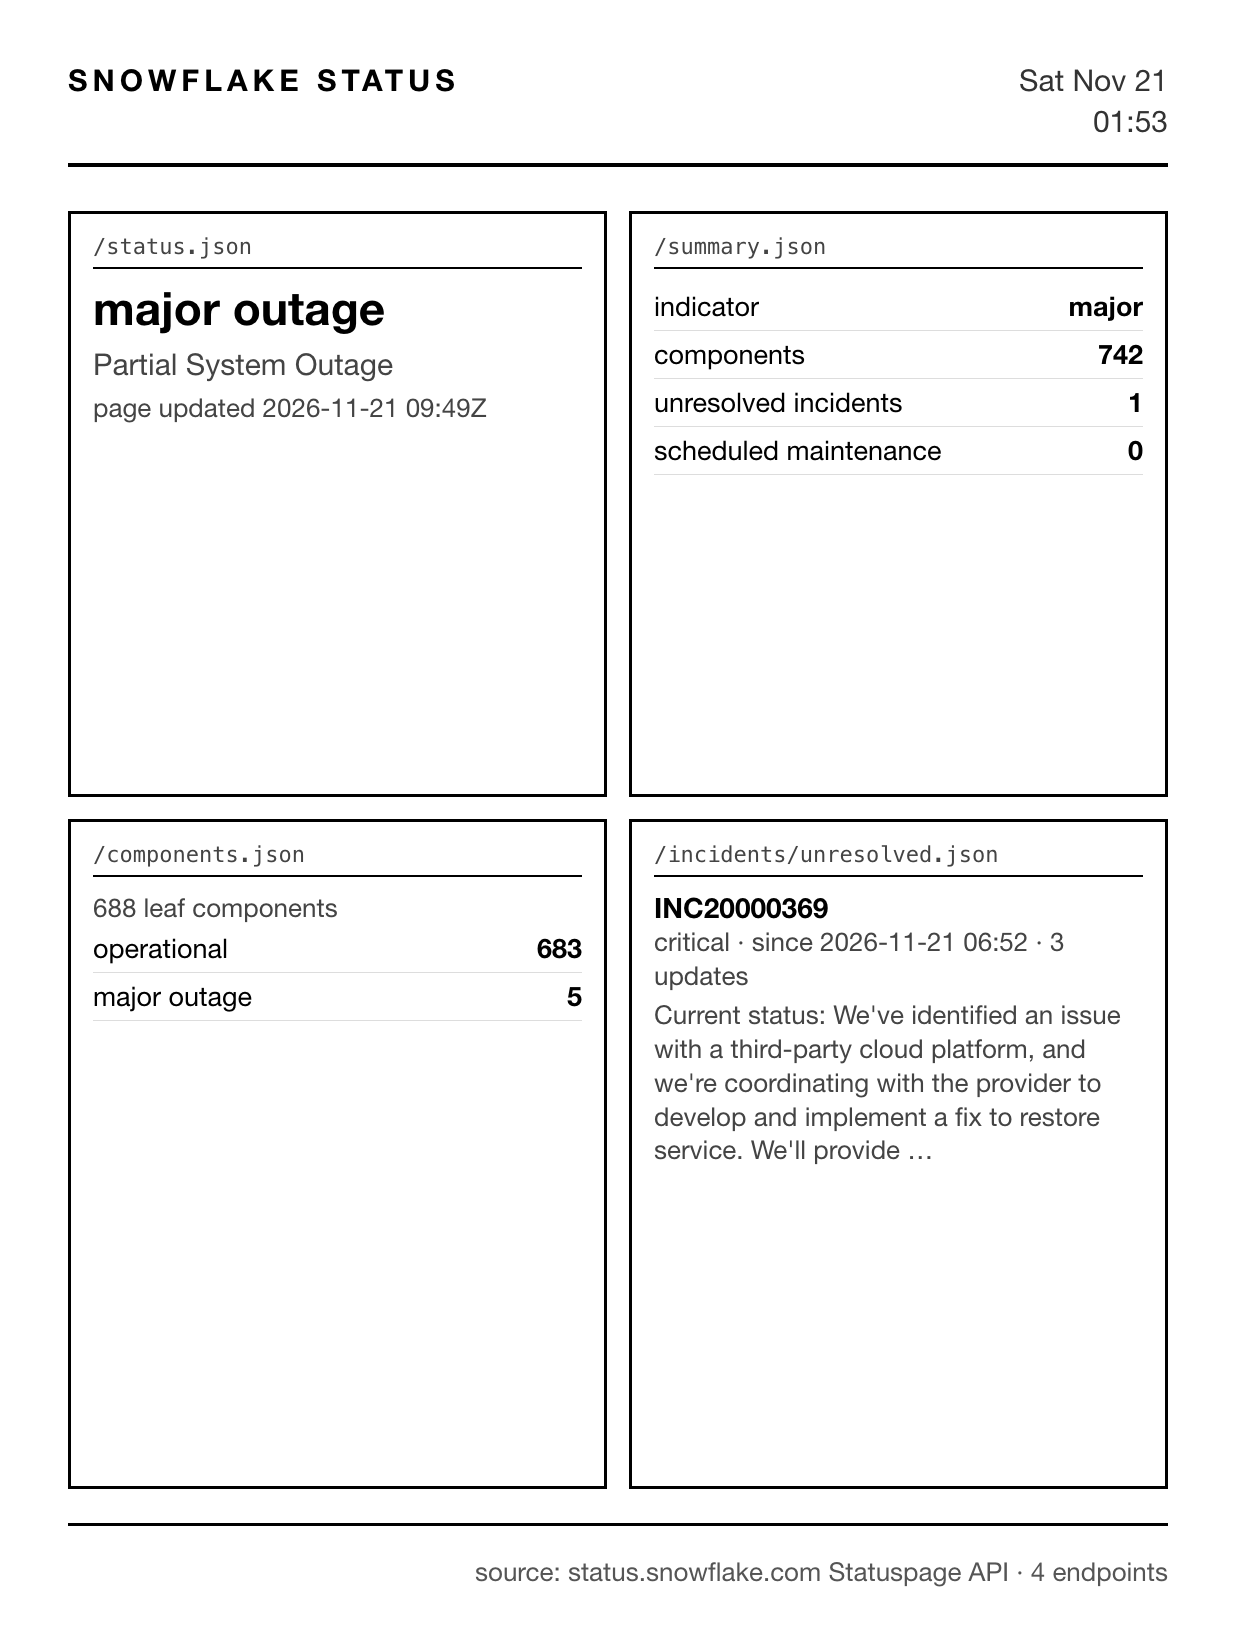 SNOWFLAKE STATUS
Sat Nov 21
01:53
/status.json
major outage
Partial System Outage
page updated 2026-11-21 09:49Z
/summary.json
indicator major
components 742
unresolved incidents 1
scheduled maintenance 0
/components.json
688 leaf components
operational 683
major outage 5
/incidents/unresolved.json
INC20000369
critical · since 2026-11-21 06:52 · 3
updates
Current status: We've identified an issue
with a third-party cloud platform, and
we're coordinating with the provider to
develop and implement a fix to restore
service. We'll provide …
source: status.snowflake.com Statuspage API · 4 endpoints